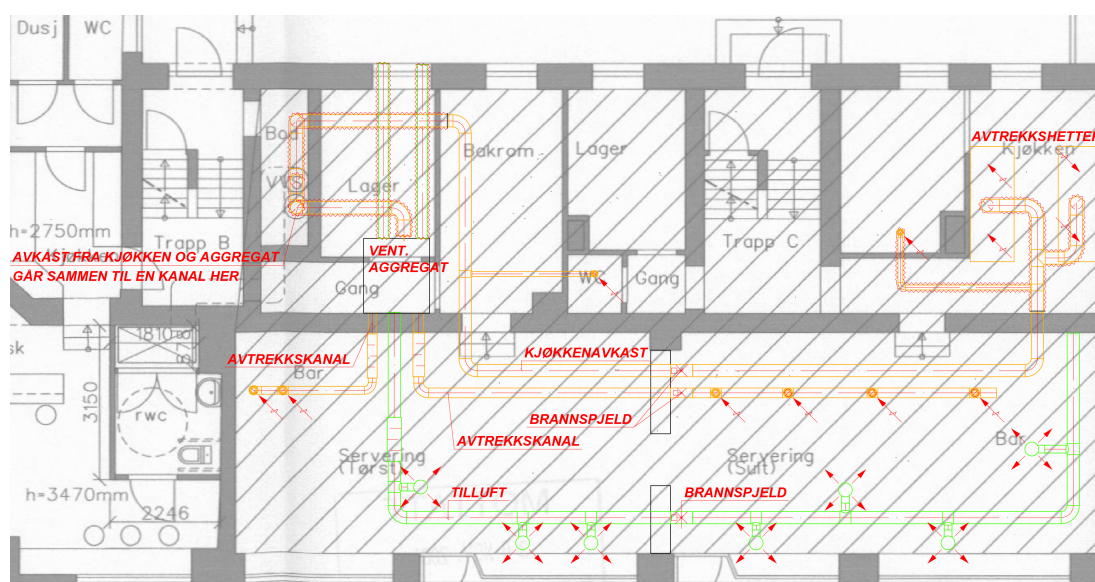 Dusj
WC
AVTREKKSHETTER
Bod
Bakrom
Lager
Kjøkken
VVS
Lager
h=2750mm
Trapp B
Trapp C
VENT.
AGGREGAT
AVKAST FRA KJØKKEN OG AGGREGAT
GÅR SAMMEN TIL EN KANAL HER
Gang
WC
Gang
1810
sk
AVTREKKSKANAL
KJØKKENAVKAST
Bar
3150
rwc
BRANNSPJELD
AVTREKKSKANAL
Bar
Servering
(Tørst)
Servering
(Sult)
h=3470mm
TILLUFT
BRANNSPJELD
2246